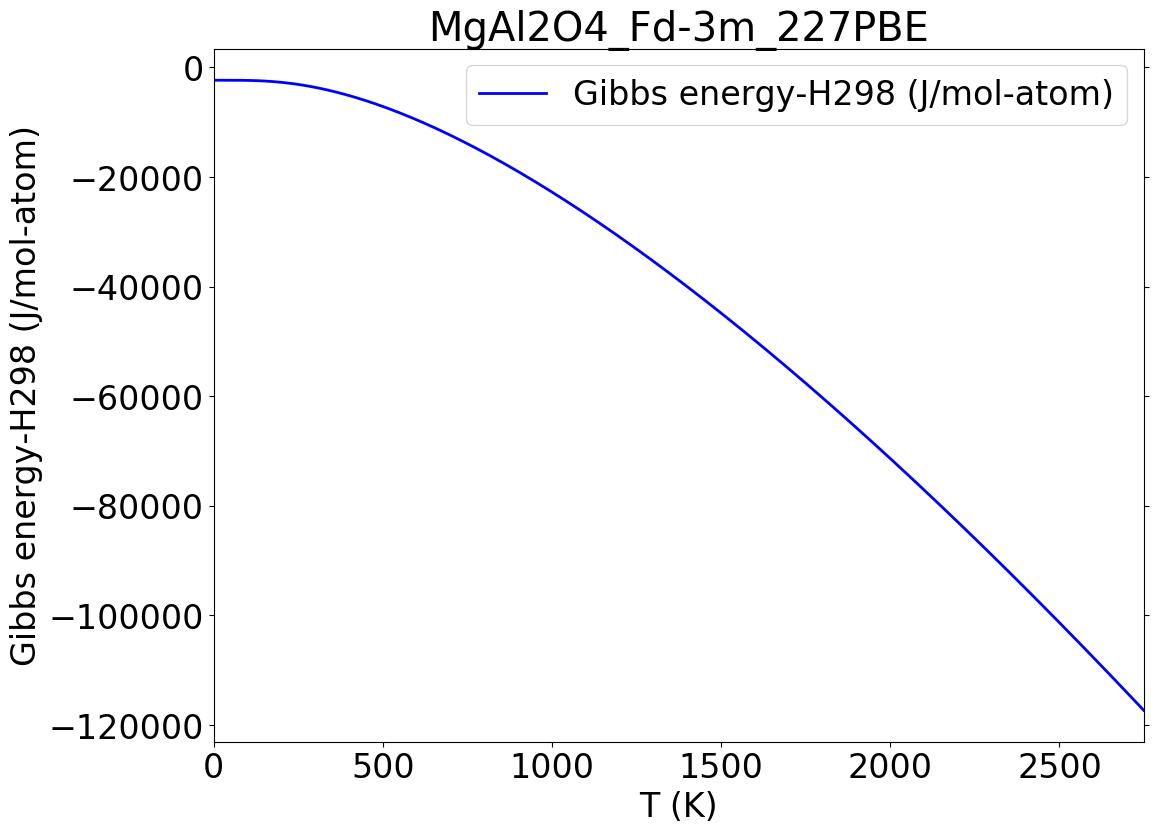 MgAl2O4_Fd-3m_227PBE
Gibbs energy-H298 (J/mol-atom)
Gibbs energy-H298 (J/mol-atom)
0
−20000
−40000
−60000
−80000
−100000
−120000
0 500 1000 1500 2000 2500
T (K)